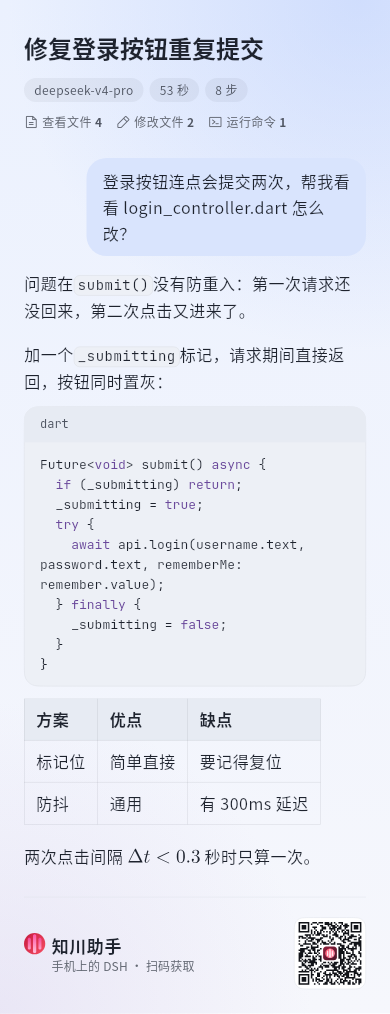 修复登录按钮重复提交
deepseek-v4-pro 53 秒 8 步
查看文件 4 修改文件 2 运行命令 1
登录按钮连点会提交两次，帮我看
看 login_controller.dart 怎么
改？
问题在 submit() 没有防重入：第一次请求还
没回来，第二次点击又进来了。
加一个 _submitting 标记，请求期间直接返
回，按钮同时置灰：
dart
Future<void> submit() async {
  if (_submitting) return;
  _submitting = true;
  try {
    await api.login(username.text,
password.text, rememberMe:
remember.value);
  } finally {
    _submitting = false;
  }
}
方案 优点 缺点
标记位 简单直接 要记得复位
防抖 通用 有 300ms 延迟
两次点击间隔 Δt < 0.3 秒时只算一次。
知川助手
手机上的 DSH · 扫码获取